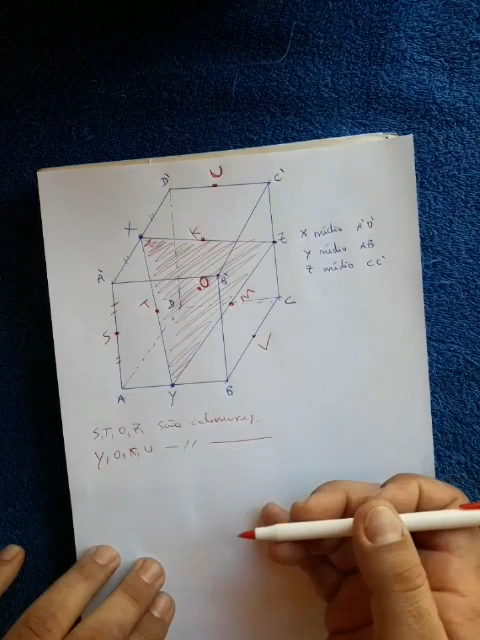 D' U C'
X K Z
X médio A'D'
Y médio AB
Z médio CC'
A' B'
O
T D M C
S V
A Y B
S, T, O, Z, são colineares.
Y, O, K, U — // —